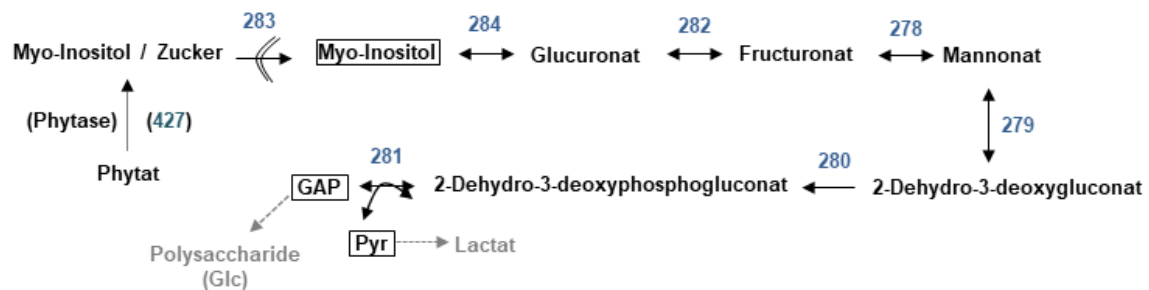 283
284
282
278
Myo-Inositol / Zucker
Myo-Inositol
Glucuronat
Fructuronat
Mannonat
(Phytase)
(427)
279
Phytat
281
280
GAP
2-Dehydro-3-deoxyphosphogluconat
2-Dehydro-3-deoxygluconat
Polysaccharide
(Glc)
Pyr
Lactat